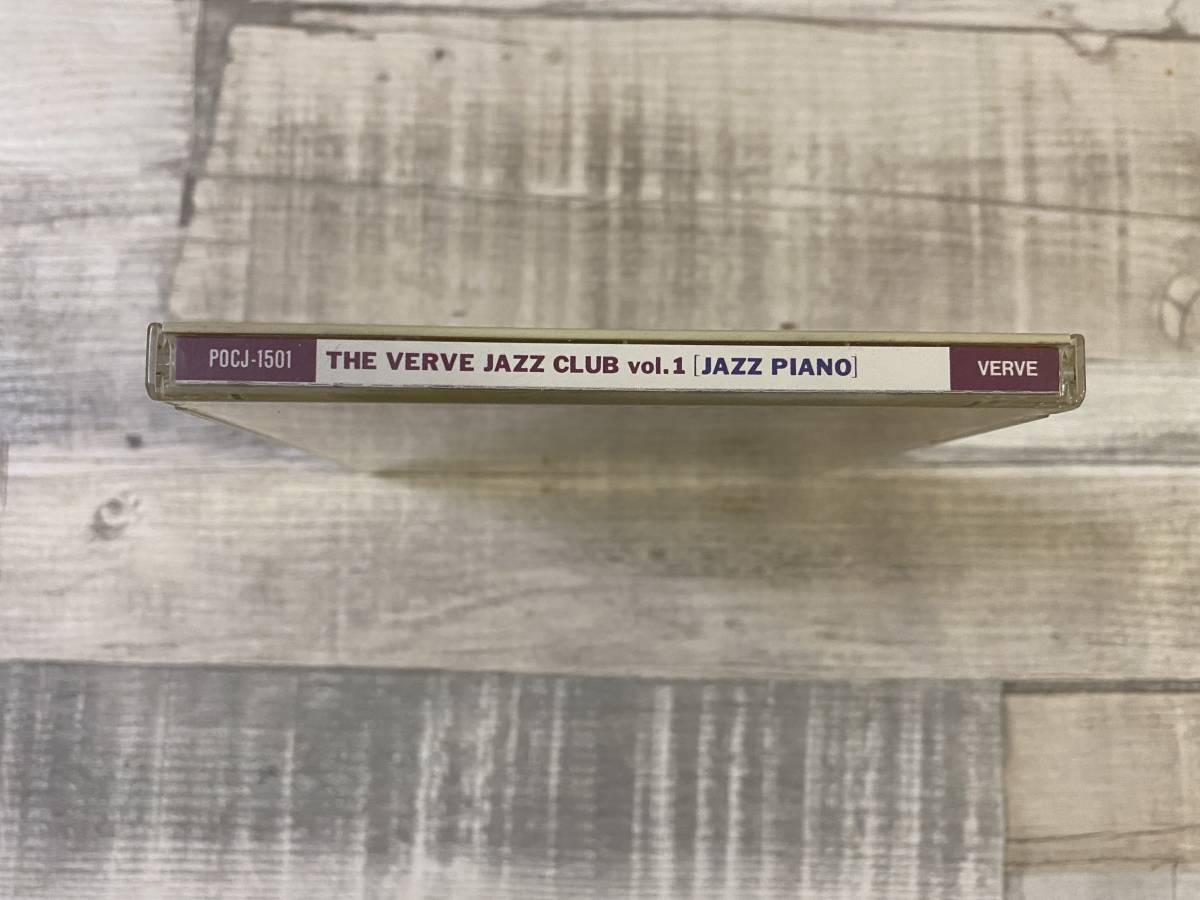 POCJ-1501 THE VERVE JAZZ CLUB vol.1 [JAZZ PIANO] VERVE